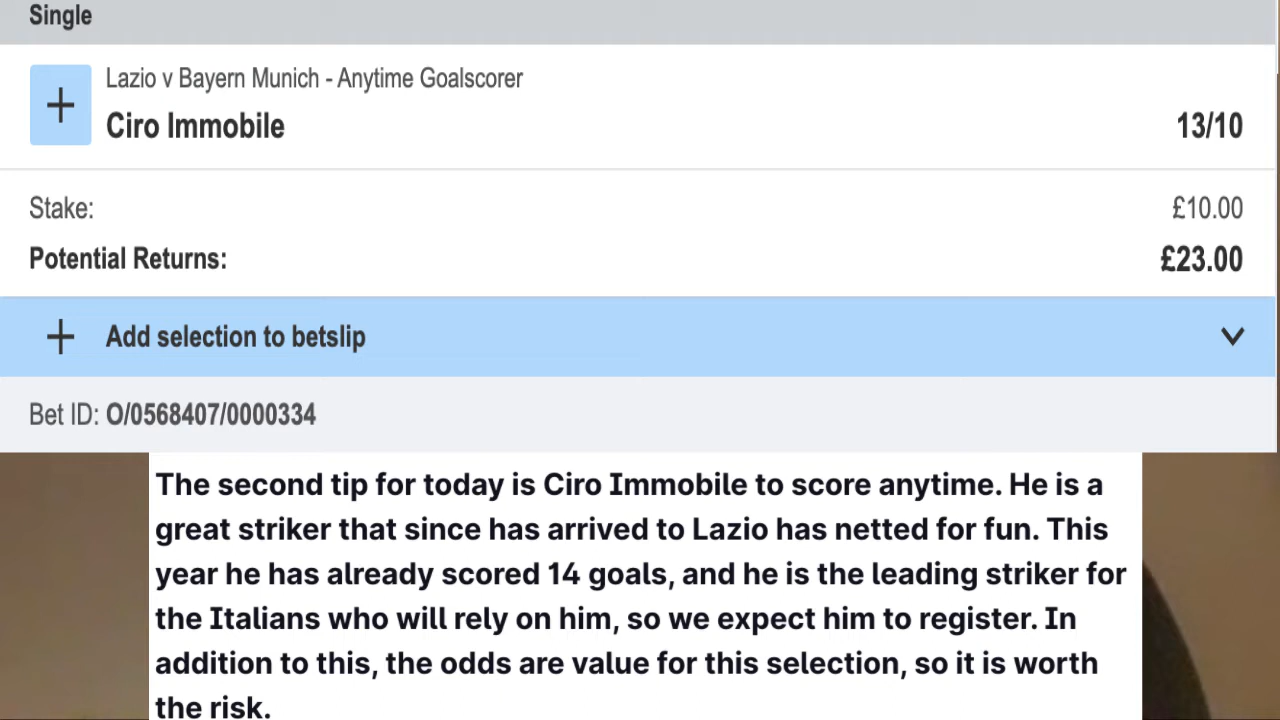 Single
Lazio v Bayern Munich - Anytime Goalscorer
Ciro Immobile 13/10
Stake: £10.00
Potential Returns: £23.00
Add selection to betslip
Bet ID: O/0568407/0000334
The second tip for today is Ciro Immobile to score anytime. He is a
great striker that since has arrived to Lazio has netted for fun. This
year he has already scored 14 goals, and he is the leading striker for
the Italians who will rely on him, so we expect him to register. In
addition to this, the odds are value for this selection, so it is worth
the risk.